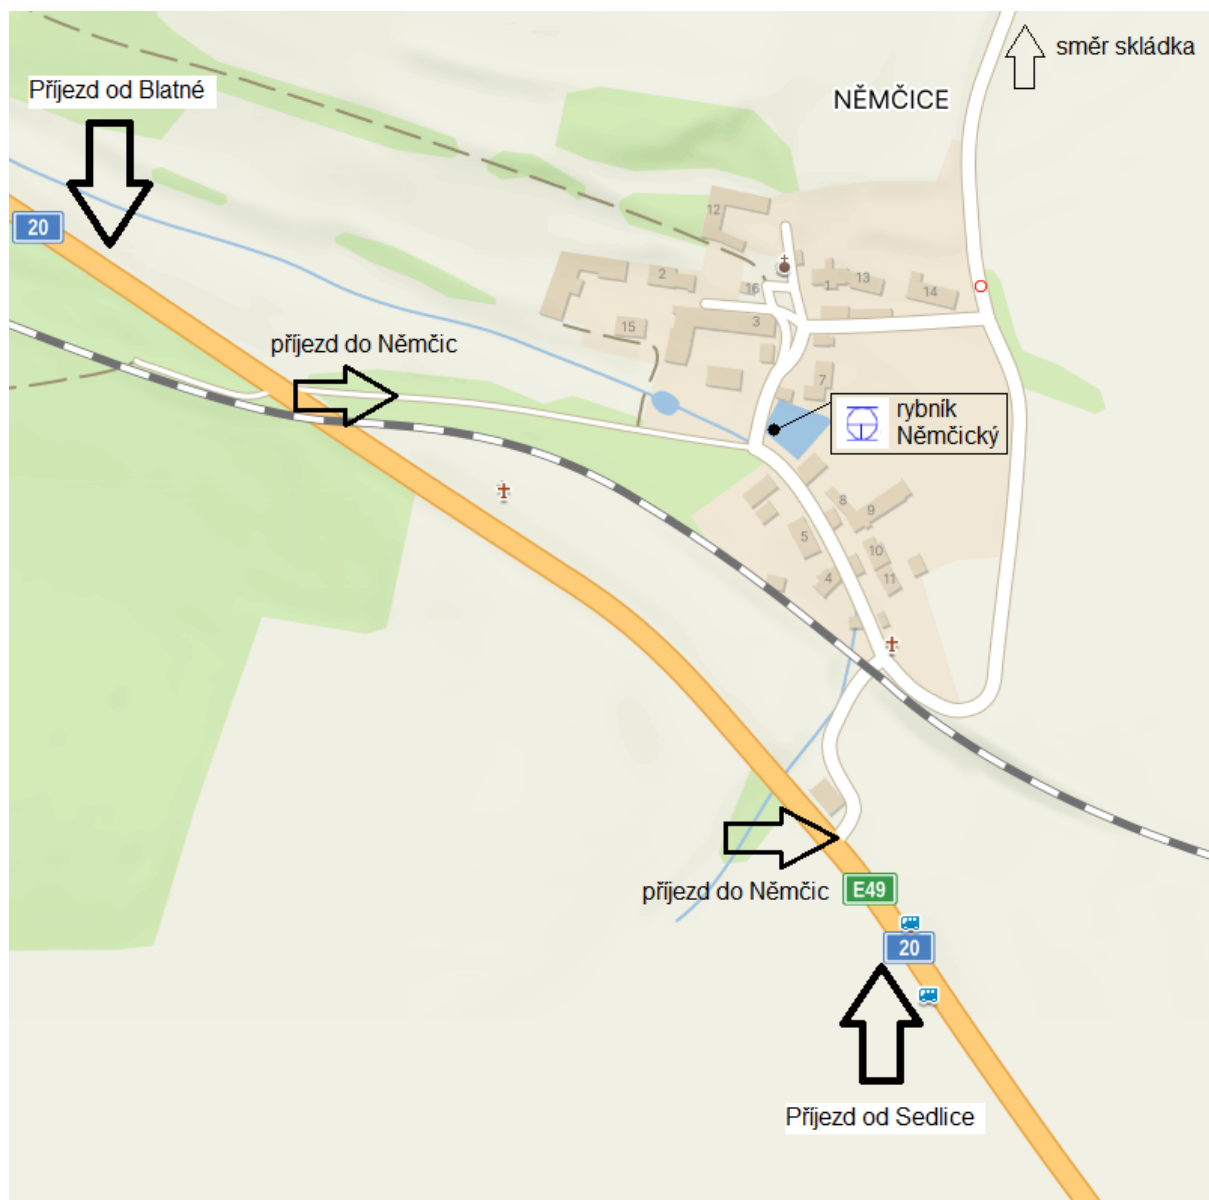 směr skládka
Příjezd od Blatné
NĚMČICE
12
20
2
16
1
13
14
15
3
příjezd do Němčic
7
rybník
Němčický
8
9
5
10
4
11
příjezd do Němčic
E49
20
Příjezd od Sedlice